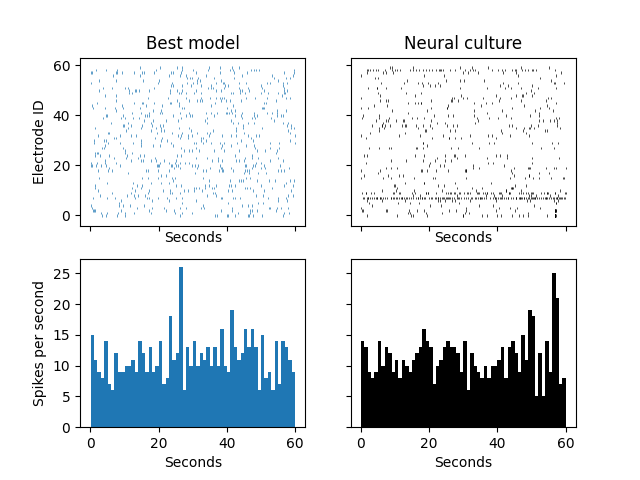 Best model
Neural culture
Electrode ID
60
40
20
0
Seconds
Seconds
Spikes per second
25
20
15
10
5
0
0 20 40 60
0 20 40 60
Seconds
Seconds